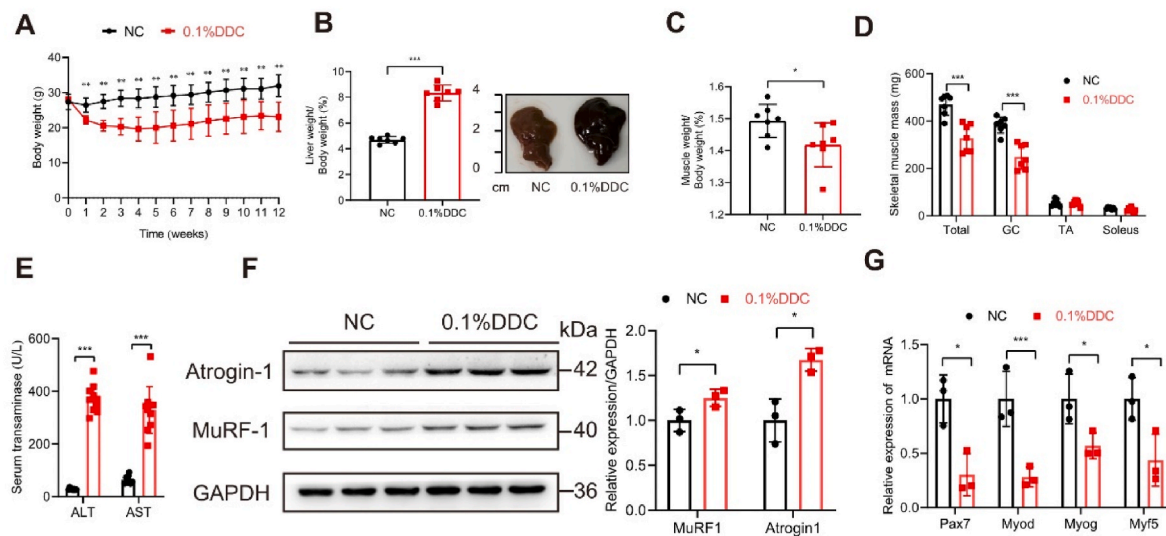 A
NC
0.1%DDC
Body weight (g)
40
30
20
10
0
** ** ** ** ** ** ** ** ** ** ** **
0 1 2 3 4 5 6 7 8 9 10 11 12
Time (weeks)
B
Liver weight/
Body weight (%)
10
8
6
4
2
0
***
NC
0.1%DDC
4
2
0
cm
NC
0.1%DDC
C
Muscle weight/
Body weight (%)
1.7
1.6
1.5
1.4
1.3
1.2
*
NC
0.1%DDC
D
NC
0.1%DDC
Skeletal muscle mass (mg)
600
400
200
0
***
***
Total
GC
TA
Soleus
E
Serum transaminase (U/L)
600
400
200
0
***
***
ALT
AST
F
NC
0.1%DDC
kDa
Atrogin-1
42
MuRF-1
40
GAPDH
36
NC
0.1%DDC
Relative expression/GAPDH
2.0
1.5
1.0
0.5
0.0
*
*
MuRF1
Atrogin1
G
NC
0.1%DDC
Relative expression of mRNA
1.5
1.0
0.5
0.0
*
***
*
*
Pax7
Myod
Myog
Myf5